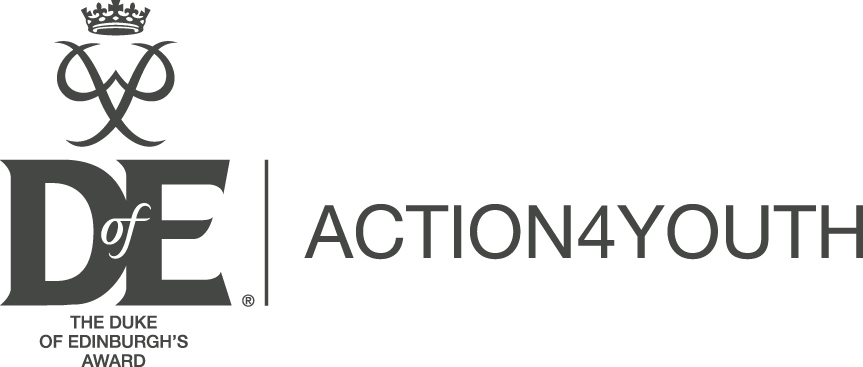 DofE®
THE DUKE
OF EDINBURGH'S
AWARD
ACTION4YOUTH